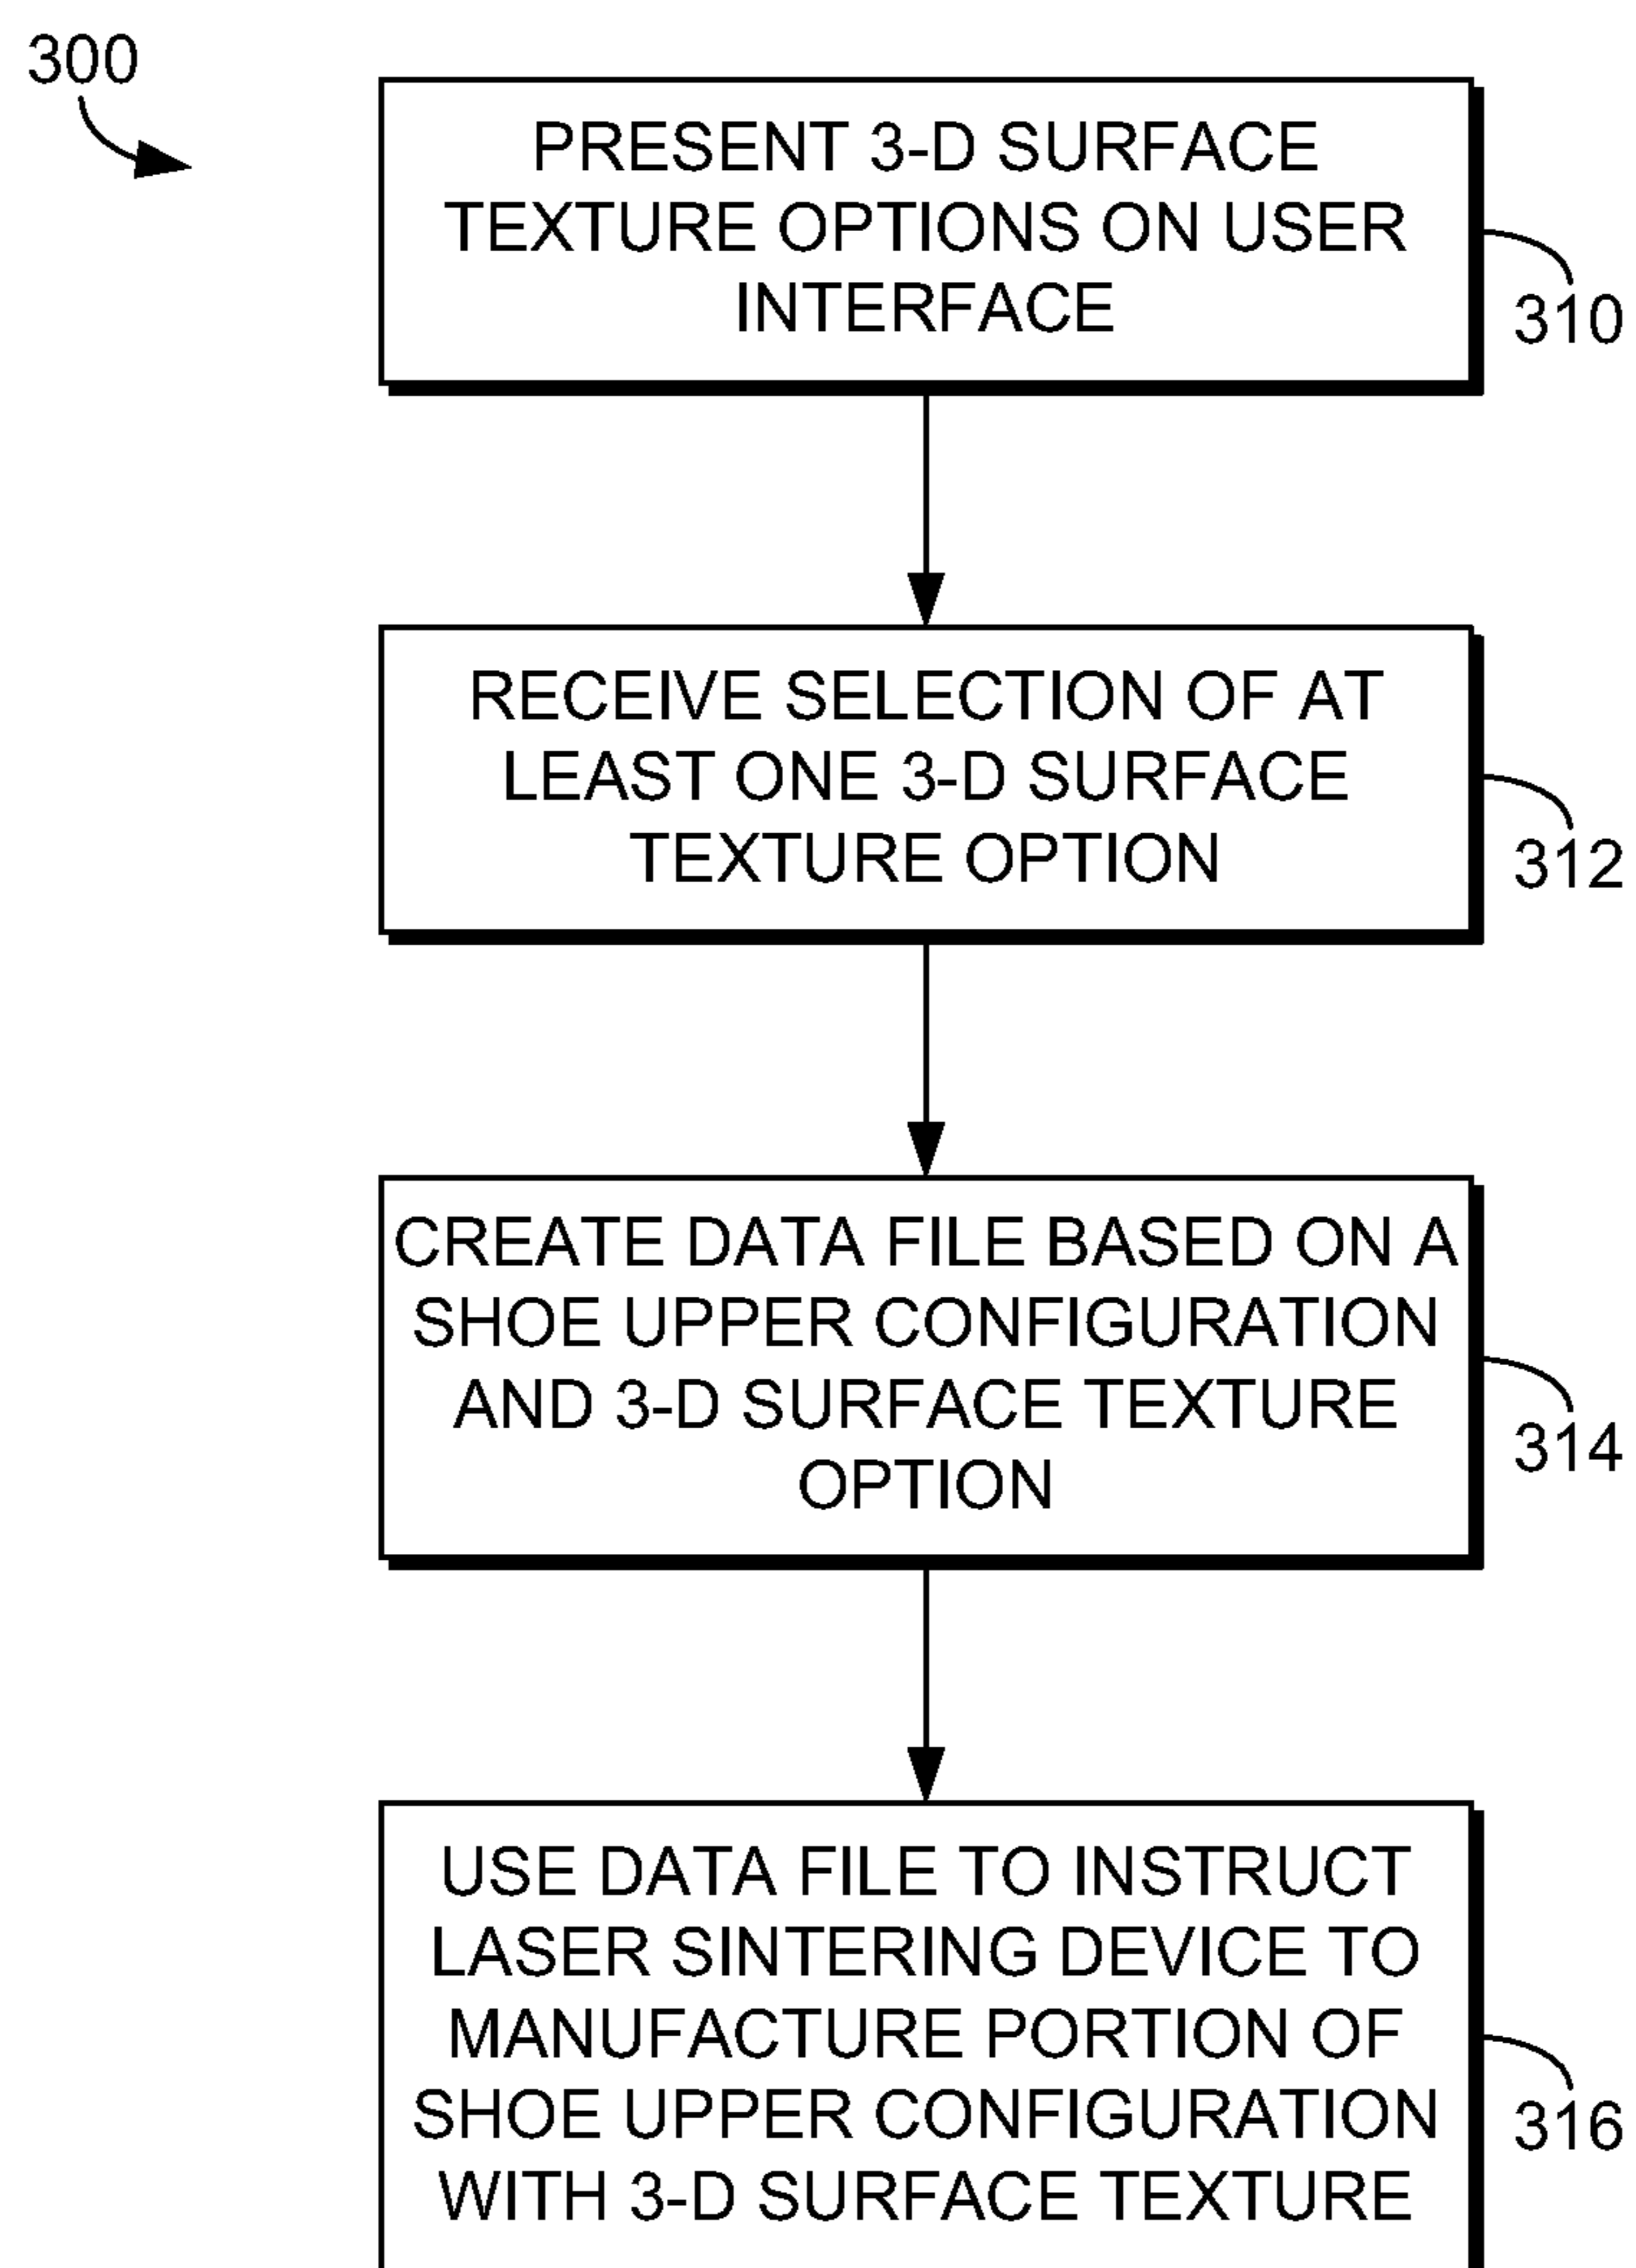 300
PRESENT 3-D SURFACE
TEXTURE OPTIONS ON USER
INTERFACE
310
RECEIVE SELECTION OF AT
LEAST ONE 3-D SURFACE
TEXTURE OPTION
312
CREATE DATA FILE BASED ON A
SHOE UPPER CONFIGURATION
AND 3-D SURFACE TEXTURE
OPTION
314
USE DATA FILE TO INSTRUCT
LASER SINTERING DEVICE TO
MANUFACTURE PORTION OF
SHOE UPPER CONFIGURATION
WITH 3-D SURFACE TEXTURE
316